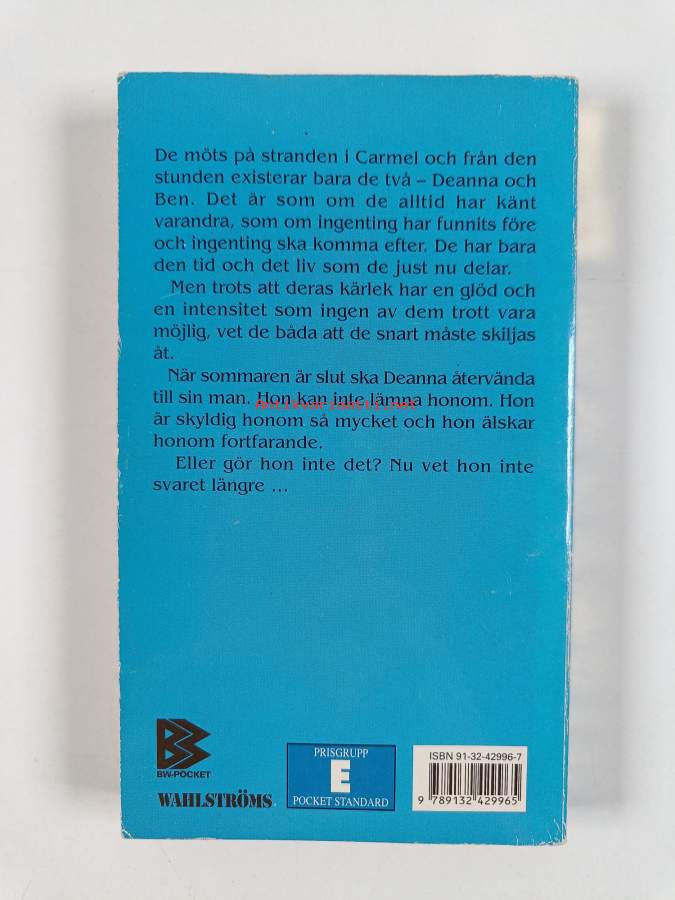 De möts på stranden i Carmel och från den
stunden existerar bara de två – Deanna och
Ben. Det är som om de alltid har känt
varandra, som om ingenting har funnits före
och ingenting ska komma efter. De har bara
den tid och det liv som de just nu delar.
Men trots att deras kärlek har en glöd och
en intensitet som ingen av dem trott vara
möjlig, vet de båda att de snart måste skiljas
åt.
När sommaren är slut ska Deanna återvända
till sin man. Hon kan inte lämna honom. Hon
Antikvariaatti.net
är skyldig honom så mycket och hon älskar
honom fortfarande.
Eller gör hon inte det? Nu vet hon inte
svaret längre ...
BW-POCKET
WAHLSTRÖMS
PRISGRUPP
E
POCKET STANDARD
ISBN 91-32-42996-7
9 789132 429965